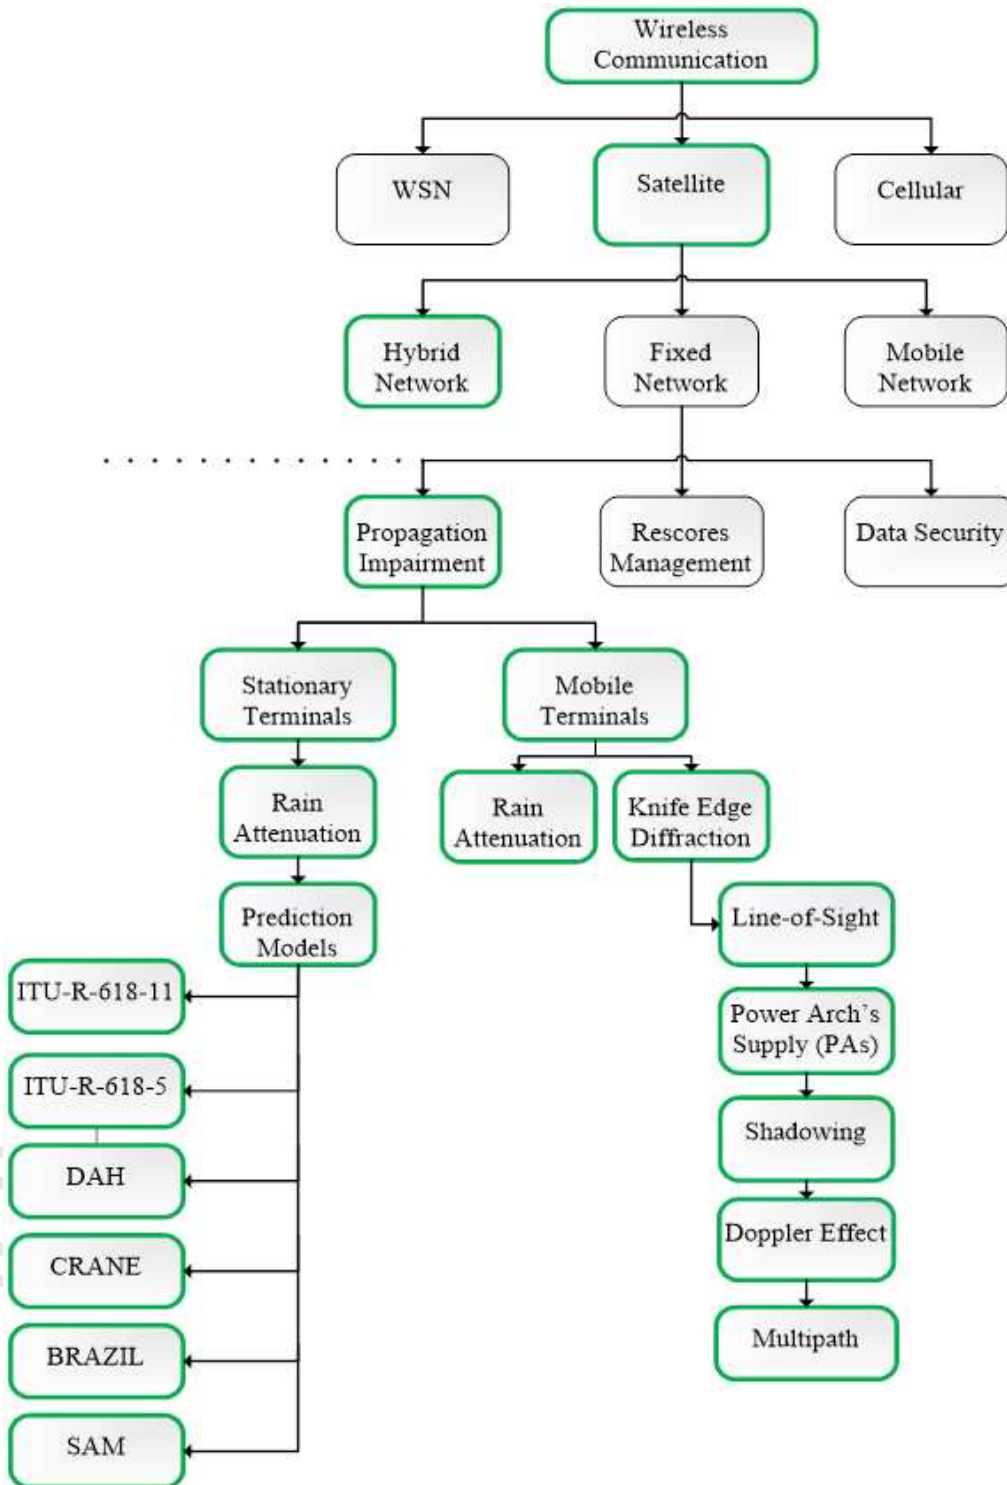 Wireless
Communication
WSN
Satellite
Cellular
Hybrid
Network
Fixed
Network
Mobile
Network
Propagation
Impairment
Rescores
Management
Data Security
Stationary
Terminals
Mobile
Terminals
Rain
Attenuation
Rain
Attenuation
Knife Edge
Diffraction
Prediction
Models
Line-of-Sight
ITU-R-618-11
Power Arch's
Supply (PAs)
ITU-R-618-5
Shadowing
DAH
Doppler Effect
CRANE
Multipath
BRAZIL
SAM